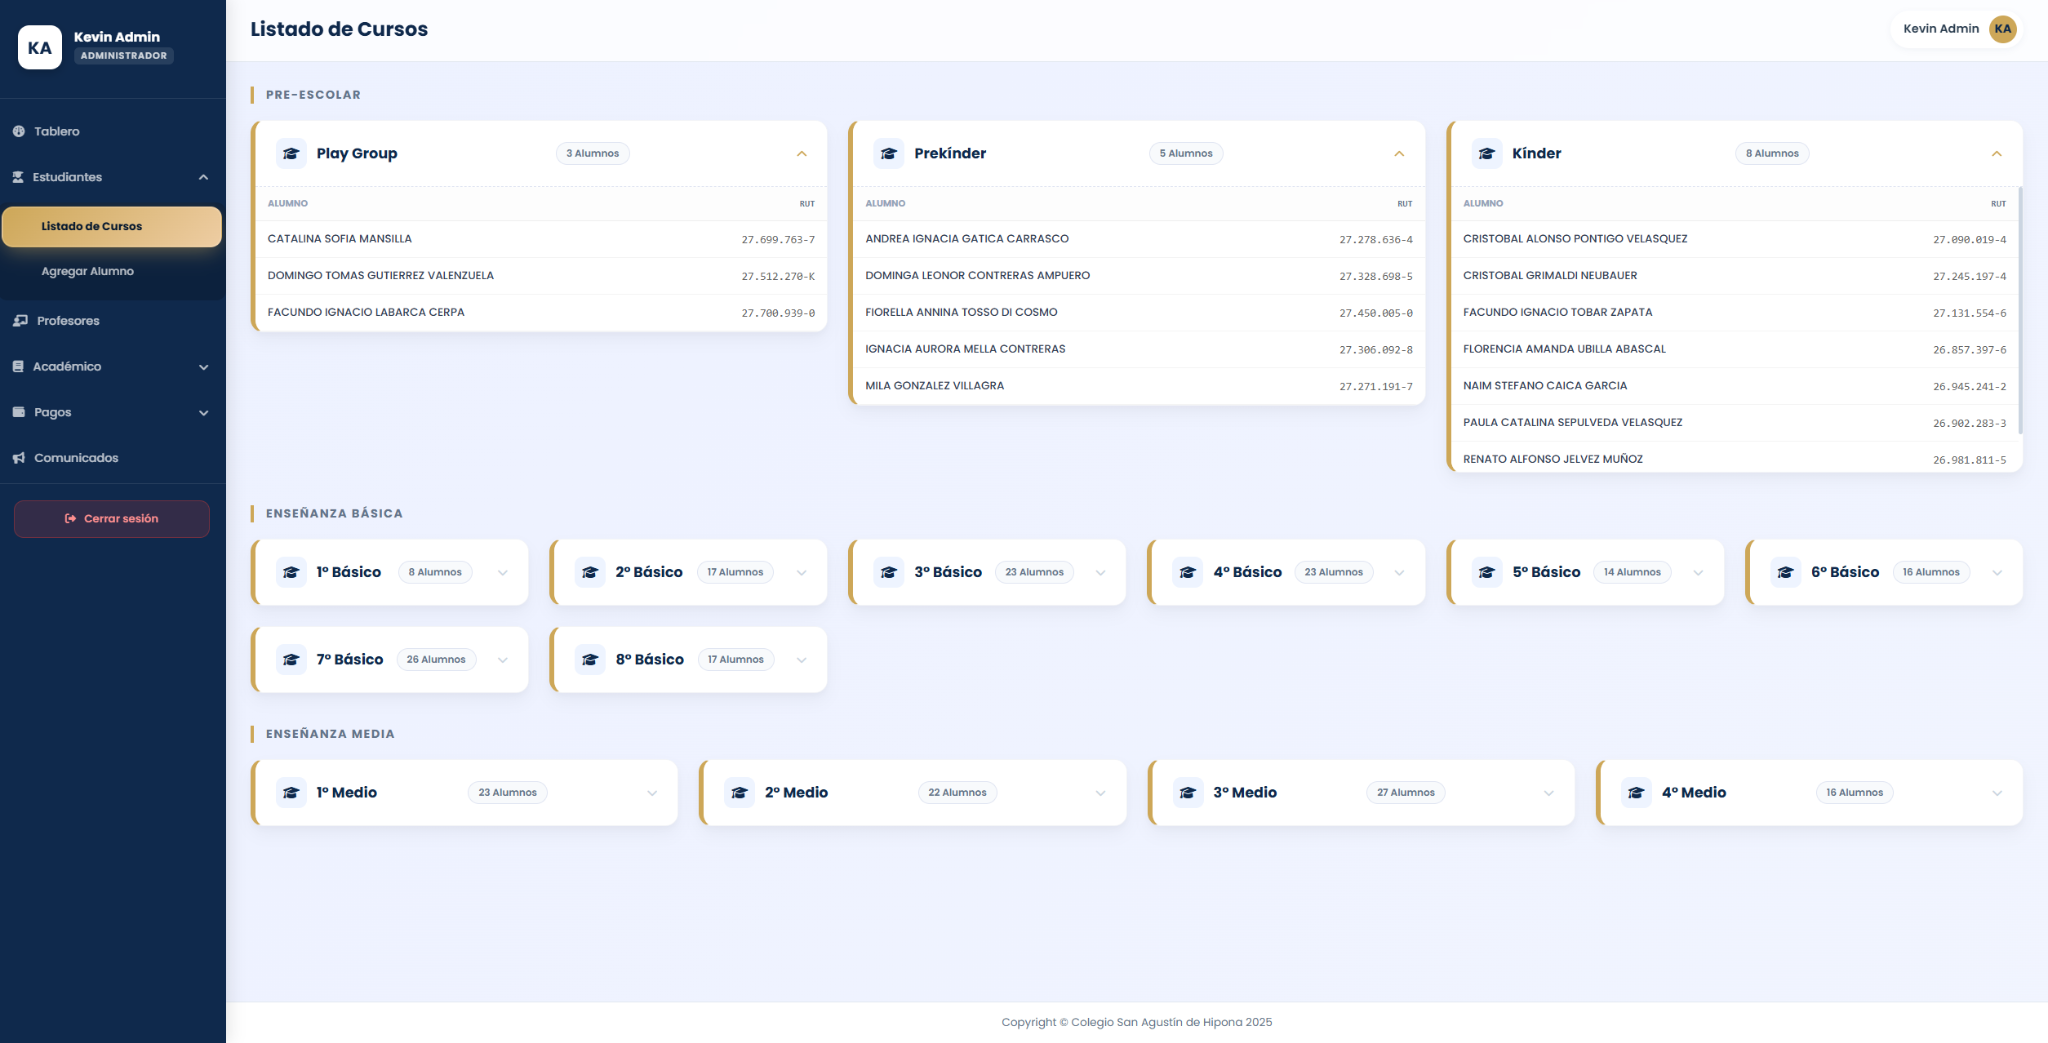 KA
Kevin Admin
ADMINISTRADOR
Tablero
Estudiantes
Listado de Cursos
Agregar Alumno
Profesores
Académico
Pagos
Comunicados
Cerrar sesión
Listado de Cursos
Kevin Admin KA
PRE-ESCOLAR
Play Group 3 Alumnos
ALUMNO RUT
CATALINA SOFIA MANSILLA 27.699.763-7
DOMINGO TOMAS GUTIERREZ VALENZUELA 27.512.270-K
FACUNDO IGNACIO LABARCA CERPA 27.700.939-0
Prekínder 5 Alumnos
ALUMNO RUT
ANDREA IGNACIA GATICA CARRASCO 27.278.636-4
DOMINGA LEONOR CONTRERAS AMPUERO 27.328.698-5
FIORELLA ANNINA TOSSO DI COSMO 27.450.005-0
IGNACIA AURORA MELLA CONTRERAS 27.306.092-8
MILA GONZALEZ VILLAGRA 27.271.191-7
Kínder 8 Alumnos
ALUMNO RUT
CRISTOBAL ALONSO PONTIGO VELASQUEZ 27.090.019-4
CRISTOBAL GRIMALDI NEUBAUER 27.245.197-4
FACUNDO IGNACIO TOBAR ZAPATA 27.131.554-6
FLORENCIA AMANDA UBILLA ABASCAL 26.857.397-6
NAIM STEFANO CAICA GARCIA 26.945.241-2
PAULA CATALINA SEPULVEDA VELASQUEZ 26.902.283-3
RENATO ALFONSO JELVEZ MUÑOZ 26.981.811-5
ENSEÑANZA BÁSICA
1º Básico 8 Alumnos
2º Básico 17 Alumnos
3º Básico 23 Alumnos
4º Básico 23 Alumnos
5º Básico 14 Alumnos
6º Básico 16 Alumnos
7º Básico 26 Alumnos
8º Básico 17 Alumnos
ENSEÑANZA MEDIA
1º Medio 23 Alumnos
2º Medio 22 Alumnos
3º Medio 27 Alumnos
4º Medio 16 Alumnos
Copyright © Colegio San Agustín de Hipona 2025